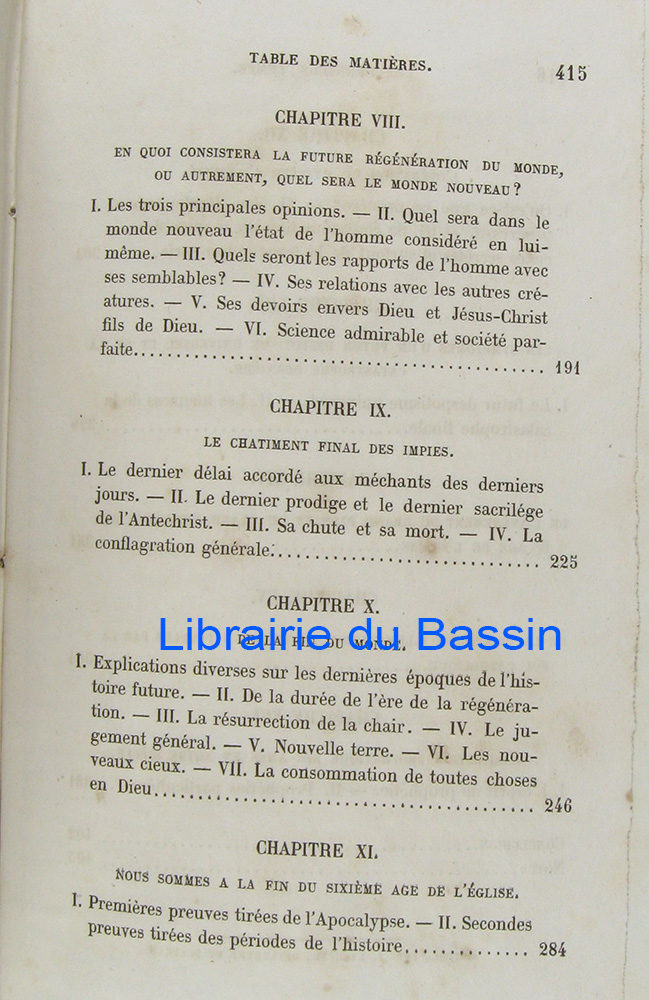 TABLE DES MATIÈRES. 415
CHAPITRE VIII.
EN QUOI CONSISTERA LA FUTURE RÉGÉNÉRATION DU MONDE,
OU AUTREMENT, QUEL SERA LE MONDE NOUVEAU?
I. Les trois principales opinions. — II. Quel sera dans le
monde nouveau l'état de l'homme considéré en lui-
même. — III. Quels seront les rapports de l'homme avec
ses semblables? — IV. Ses relations avec les autres cré-
atures. — V. Ses devoirs envers Dieu et Jésus-Christ
fils de Dieu. — VI. Science admirable et société par-
faite........................................ 191
CHAPITRE IX.
LE CHATIMENT FINAL DES IMPIES.
I. Le dernier délai accordé aux méchants des derniers
jours. — II. Le dernier prodige et le dernier sacrilége
de l'Antechrist. — III. Sa chute et sa mort. — IV. La
conflagration générale............................ 225
CHAPITRE X.
Librairie du Bassin
DE LA FIN DU MONDE.
I. Explications diverses sur les dernières époques de l'his-
toire future. — II. De la durée de l'ère de la régénéra-
tion. — III. La résurrection de la chair. — IV. Le ju-
gement général. — V. Nouvelle terre. — VI. Les nou-
veaux cieux. — VII. La consommation de toutes choses
en Dieu...................................... 246
CHAPITRE XI.
NOUS SOMMES A LA FIN DU SIXIÈME AGE DE L'ÉGLISE.
I. Premières preuves tirées de l'Apocalypse. — II. Secondes
preuves tirées des périodes de l'histoire.............. 284